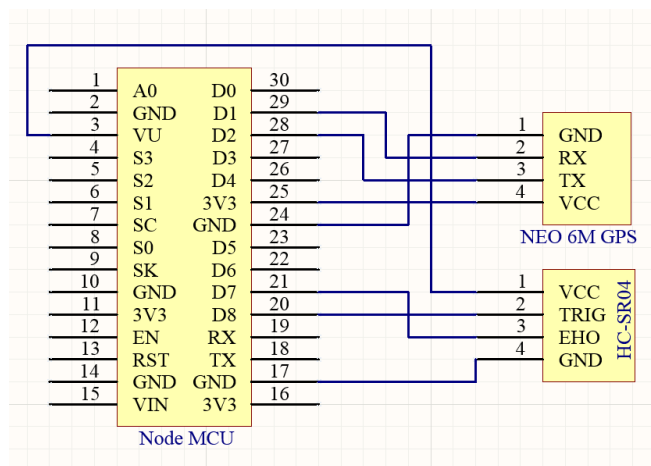 1 A0 D0 30
2 GND D1 29
3 VU D2 28
4 S3 D3 27
5 S2 D4 26
6 S1 3V3 25
7 SC GND 24
8 S0 D5 23
9 SK D6 22
10 GND D7 21
11 3V3 D8 20
12 EN RX 19
13 RST TX 18
14 GND GND 17
15 VIN 3V3 16
Node MCU
1 GND
2 RX
3 TX
4 VCC
NEO 6M GPS
1 VCC
2 TRIG
3 EHO
4 GND
HC-SR04